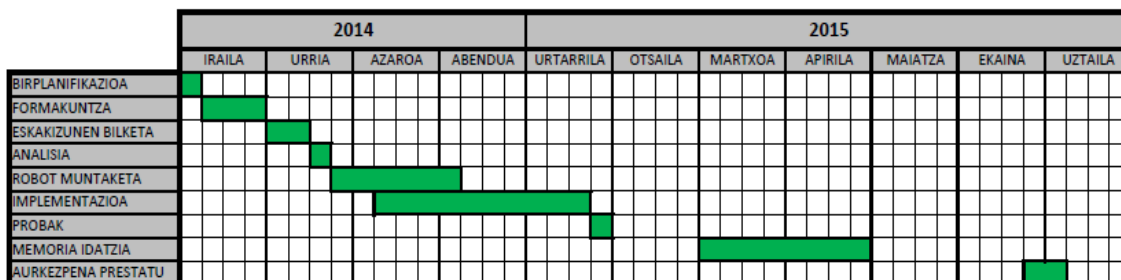 2014 2015
IRAILA URRIA AZAROA ABENDUA URTARRILA OTSAILA MARTXOA APIRILA MAIATZA EKAINA UZTAILA
BIRPLANIFIKAZIOA
FORMAKUNTZA
ESKAKIZUNEN BILKETA
ANALISIA
ROBOT MUNTAKETA
IMPLEMENTAZIOA
PROBAK
MEMORIA IDATZIA
AURKEZPENA PRESTATU